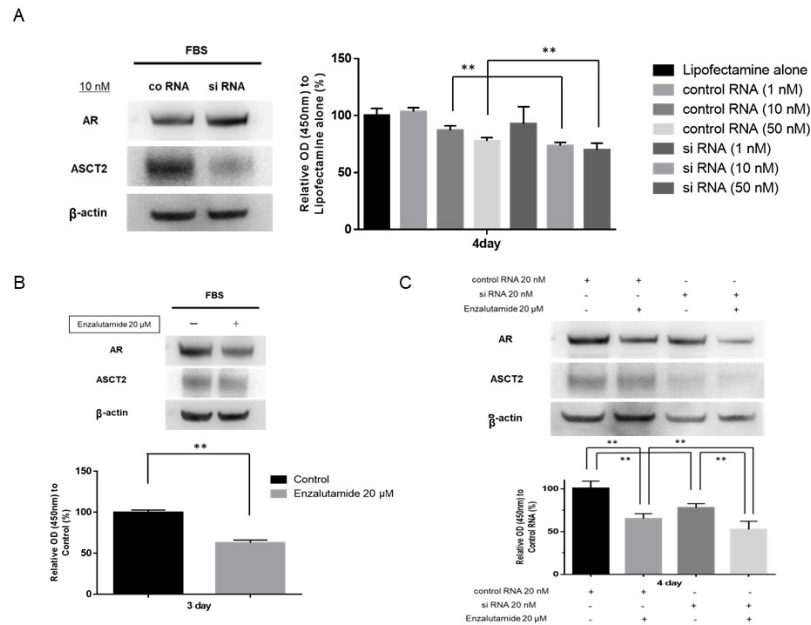 A
FBS
10 nM
co RNA si RNA
AR
ASCT2
β-actin
Relative OD (450nm) to
Lipofectamine alone (%)
150
100
50
0
**
**
4day
Lipofectamine alone
control RNA (1 nM)
control RNA (10 nM)
control RNA (50 nM)
si RNA (1 nM)
si RNA (10 nM)
si RNA (50 nM)
B
FBS
Enzalutamide 20 μM − +
AR
ASCT2
β-actin
Relative OD (450nm) to
Control (%)
150
100
50
0
**
Control
Enzalutamide 20 μM
3 day
C
control RNA 20 nM + + - -
si RNA 20 nM - - + +
Enzalutamide 20 μM - + - +
AR
ASCT2
β-actin
Relative OD (450nm) to
Control RNA (%)
100
50
0
** **
** **
4 day
control RNA 20 nM + + - -
si RNA 20 nM - - + +
Enzalutamide 20 μM - + - +